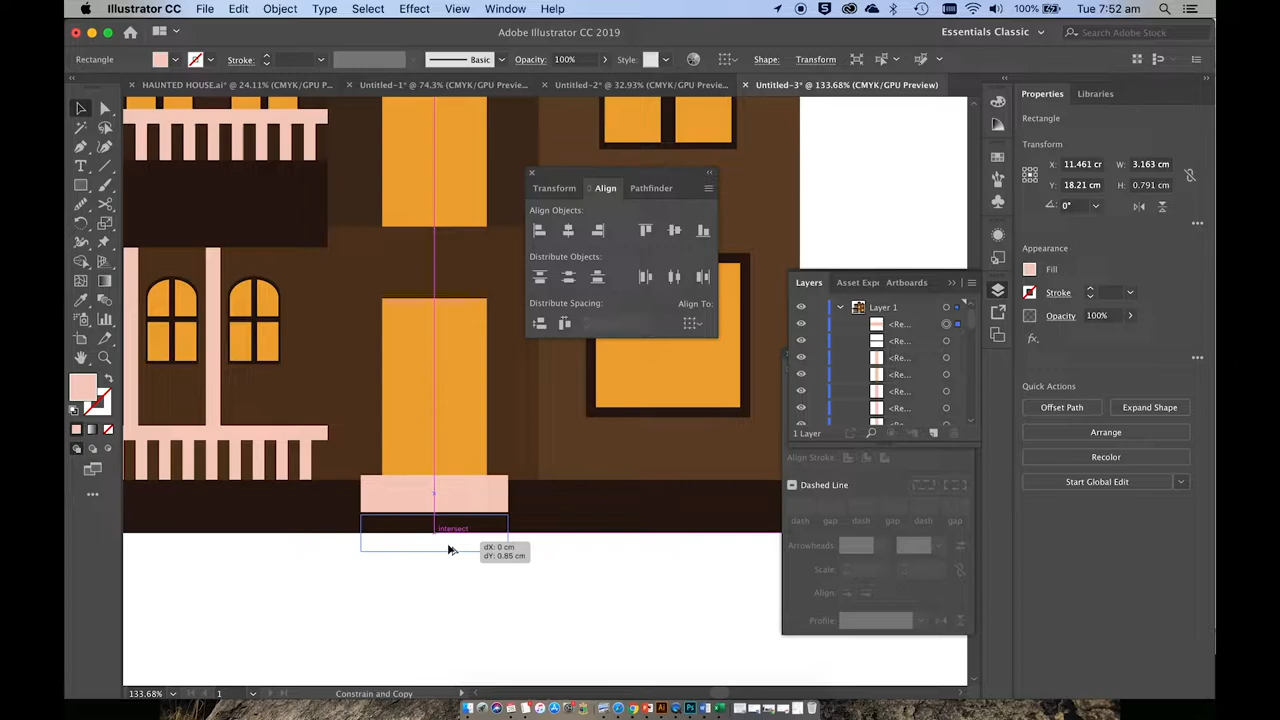 Illustrator CC File Edit Object Type Select Effect View Window Help 100% Tue 7:52 am
Adobe Illustrator CC 2019 Essentials Classic Search Adobe Stock
Rectangle Stroke: Basic Opacity: 100% Style: Shape: Transform
HAUNTED HOUSE.ai* @ 24.11% (CMYK/GPU P... Untitled-1* @ 74.3% (CMYK/GPU Previe... Untitled-2* @ 32.93% (CMYK/GPU Previe... Untitled-3* @ 133.68% (CMYK/GPU Preview)
Properties Libraries
Rectangle
Transform
X: 11.461 cr W: 3.163 cm
Y: 18.21 cm H: 0.791 cm
0°
Appearance
Fill
Stroke
Opacity 100%
fx.
Quick Actions
Offset Path Expand Shape
Arrange
Recolor
Start Global Edit
Transform Align Pathfinder
Align Objects:
Distribute Objects:
Distribute Spacing: Align To:
Layers Asset Exp Artboards
Layer 1
<Re...
<Re...
<Re...
<Re...
<Re...
<Re...
1 Layer
Align Stroke:
Dashed Line
dash gap dash gap dash gap
Arrowheads:
Scale:
Align:
Profile:
intersect
dX: 0 cm
dY: 0.85 cm
133.68% 1 Constrain and Copy